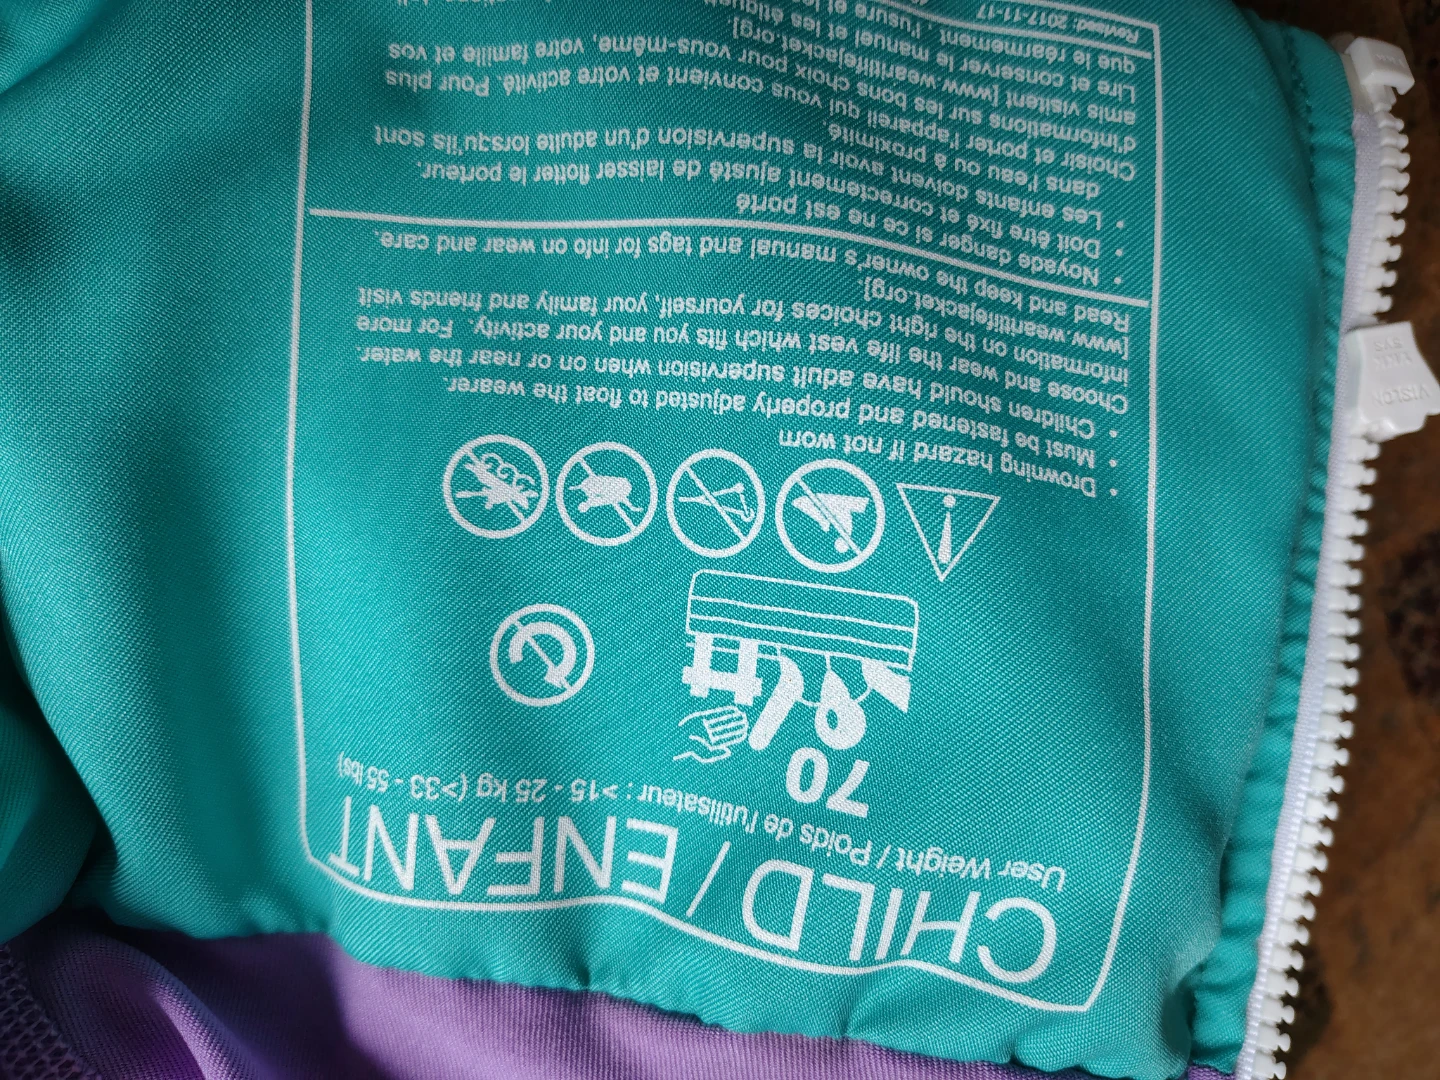 CHILD / ENFANT
User Weight / Poids de l'utilisateur : >15 - 25 kg (>33 - 55 lbs)
70
• Drowning hazard if not worn
• Must be fastened and properly adjusted to float the wearer.
• Children should have adult supervision when on or near the water.
Choose and wear the life vest which fits you and your activity. For more
information on the right choices for yourself, your family and friends visit
[www.wearitlifejacket.org].
Read and keep the owner's manual and tags for info on wear and care.
• Noyade danger si ce ne est porté
• Doit être fixé et correctement ajusté de laisser flotter le porteur.
• Les enfants doivent avoir la supervision d'un adulte lorsqu'ils sont
dans l'eau ou à proximité
Choisir et porter l'appareil qui vous convient et votre activité. Pour plus
d'informations sur les bons choix pour vous-même, votre famille et vos
amis visitent [www.wearitlifejacket.org]
Lire et conserver le manuel et les
que le réarmement l'usure et
Revised: 2017-11-17
VISLON
YKK
5VS